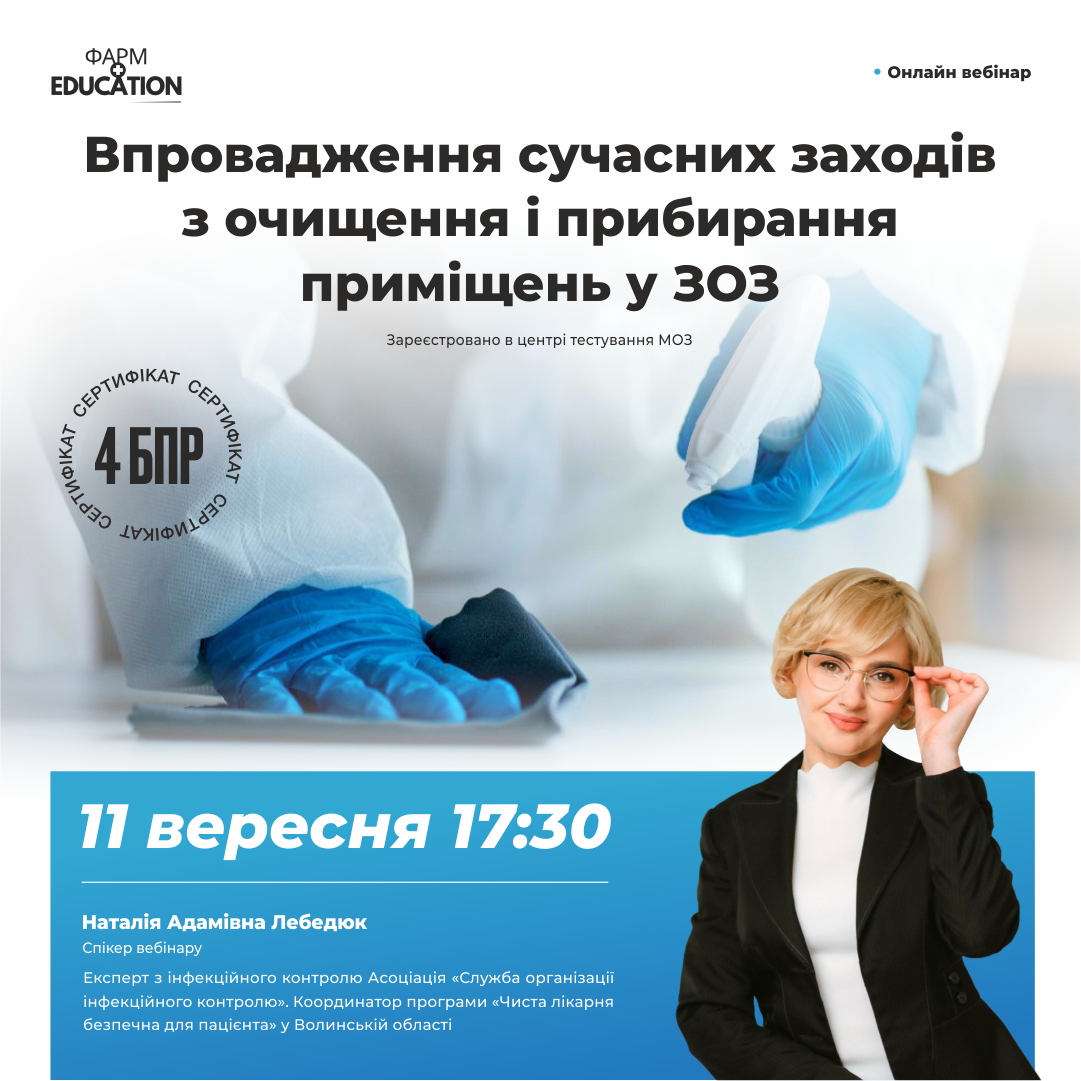 ФАРМ
EDUCATION
Онлайн вебінар
Впровадження сучасних заходів
з очищення і прибирання
приміщень у ЗОЗ
Зареєстровано в центрі тестування МОЗ
СЕРТИФІКАТ СЕРТИФІКАТ СЕРТИФІКАТ СЕРТИФІКАТ
4 БПР
11 вересня 17:30
Наталія Адамівна Лебедюк
Спікер вебінару
Експерт з інфекційного контролю Асоціація «Служба організації
інфекційного контролю». Координатор програми «Чиста лікарня
безпечна для пацієнта» у Волинській області